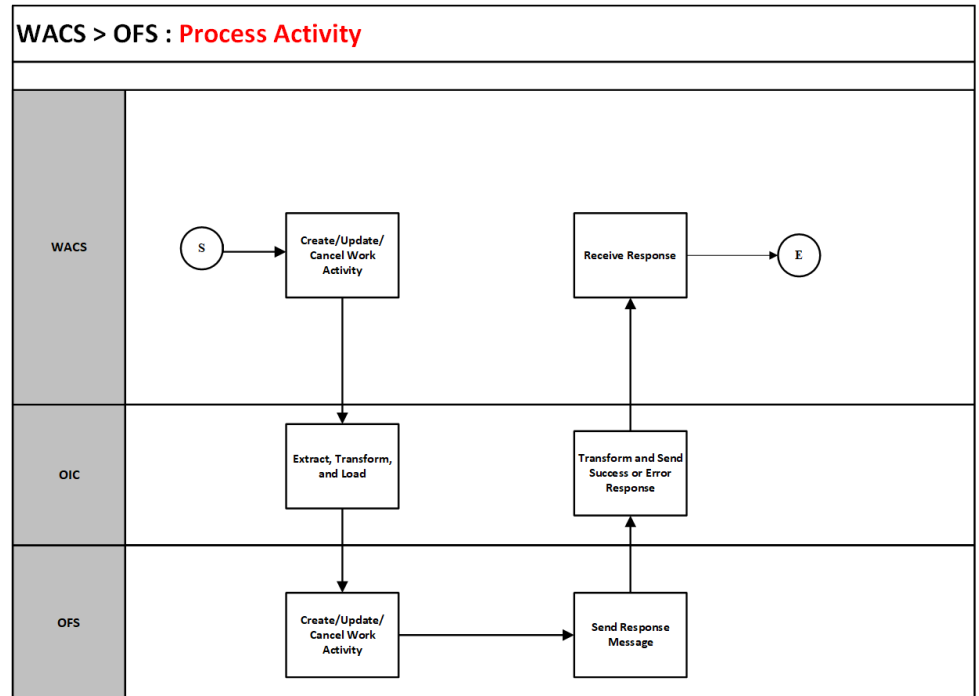 WACS > OFS : Process Activity
WACS
S
Create/Update/
Cancel Work
Activity
Receive Response
E
OIC
Extract, Transform,
and Load
Transform and Send
Success or Error
Response
OFS
Create/Update/
Cancel Work
Activity
Send Response
Message